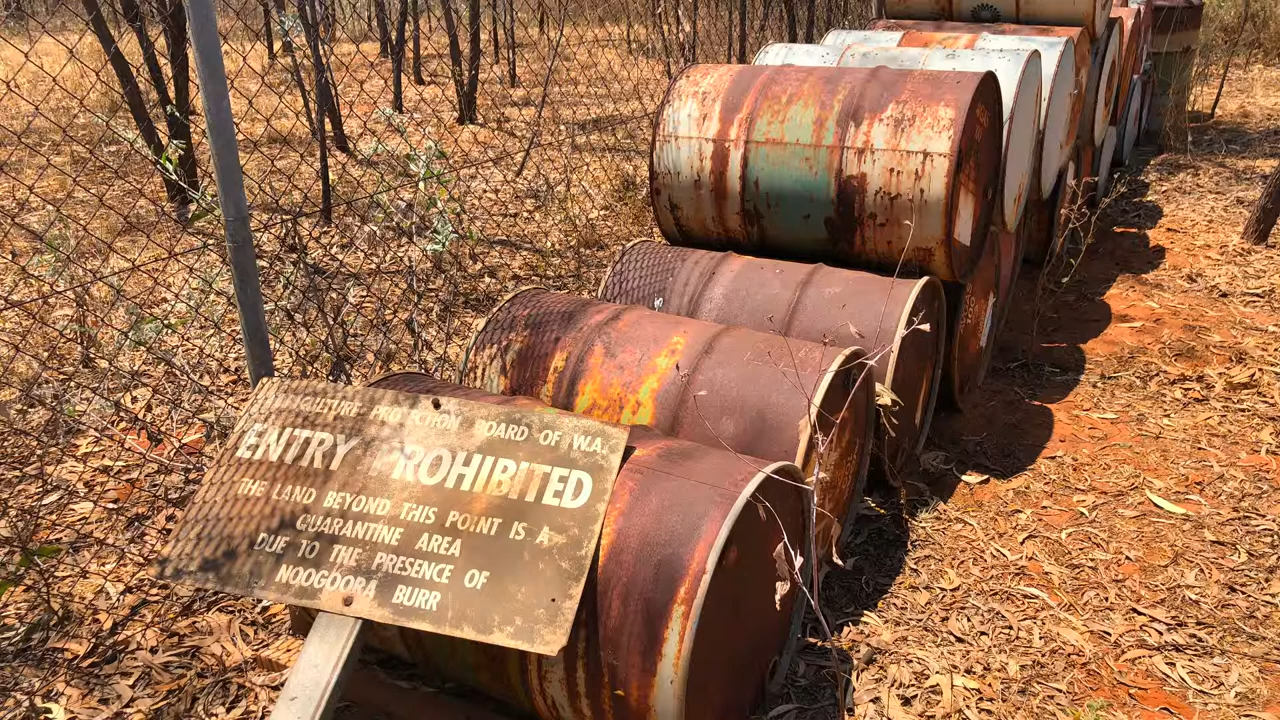 AGRICULTURE PROTECTION BOARD OF W.A.
ENTRY PROHIBITED
THE LAND BEYOND THIS POINT IS A
QUARANTINE AREA
DUE TO THE PRESENCE OF
NOOGOORA BURR